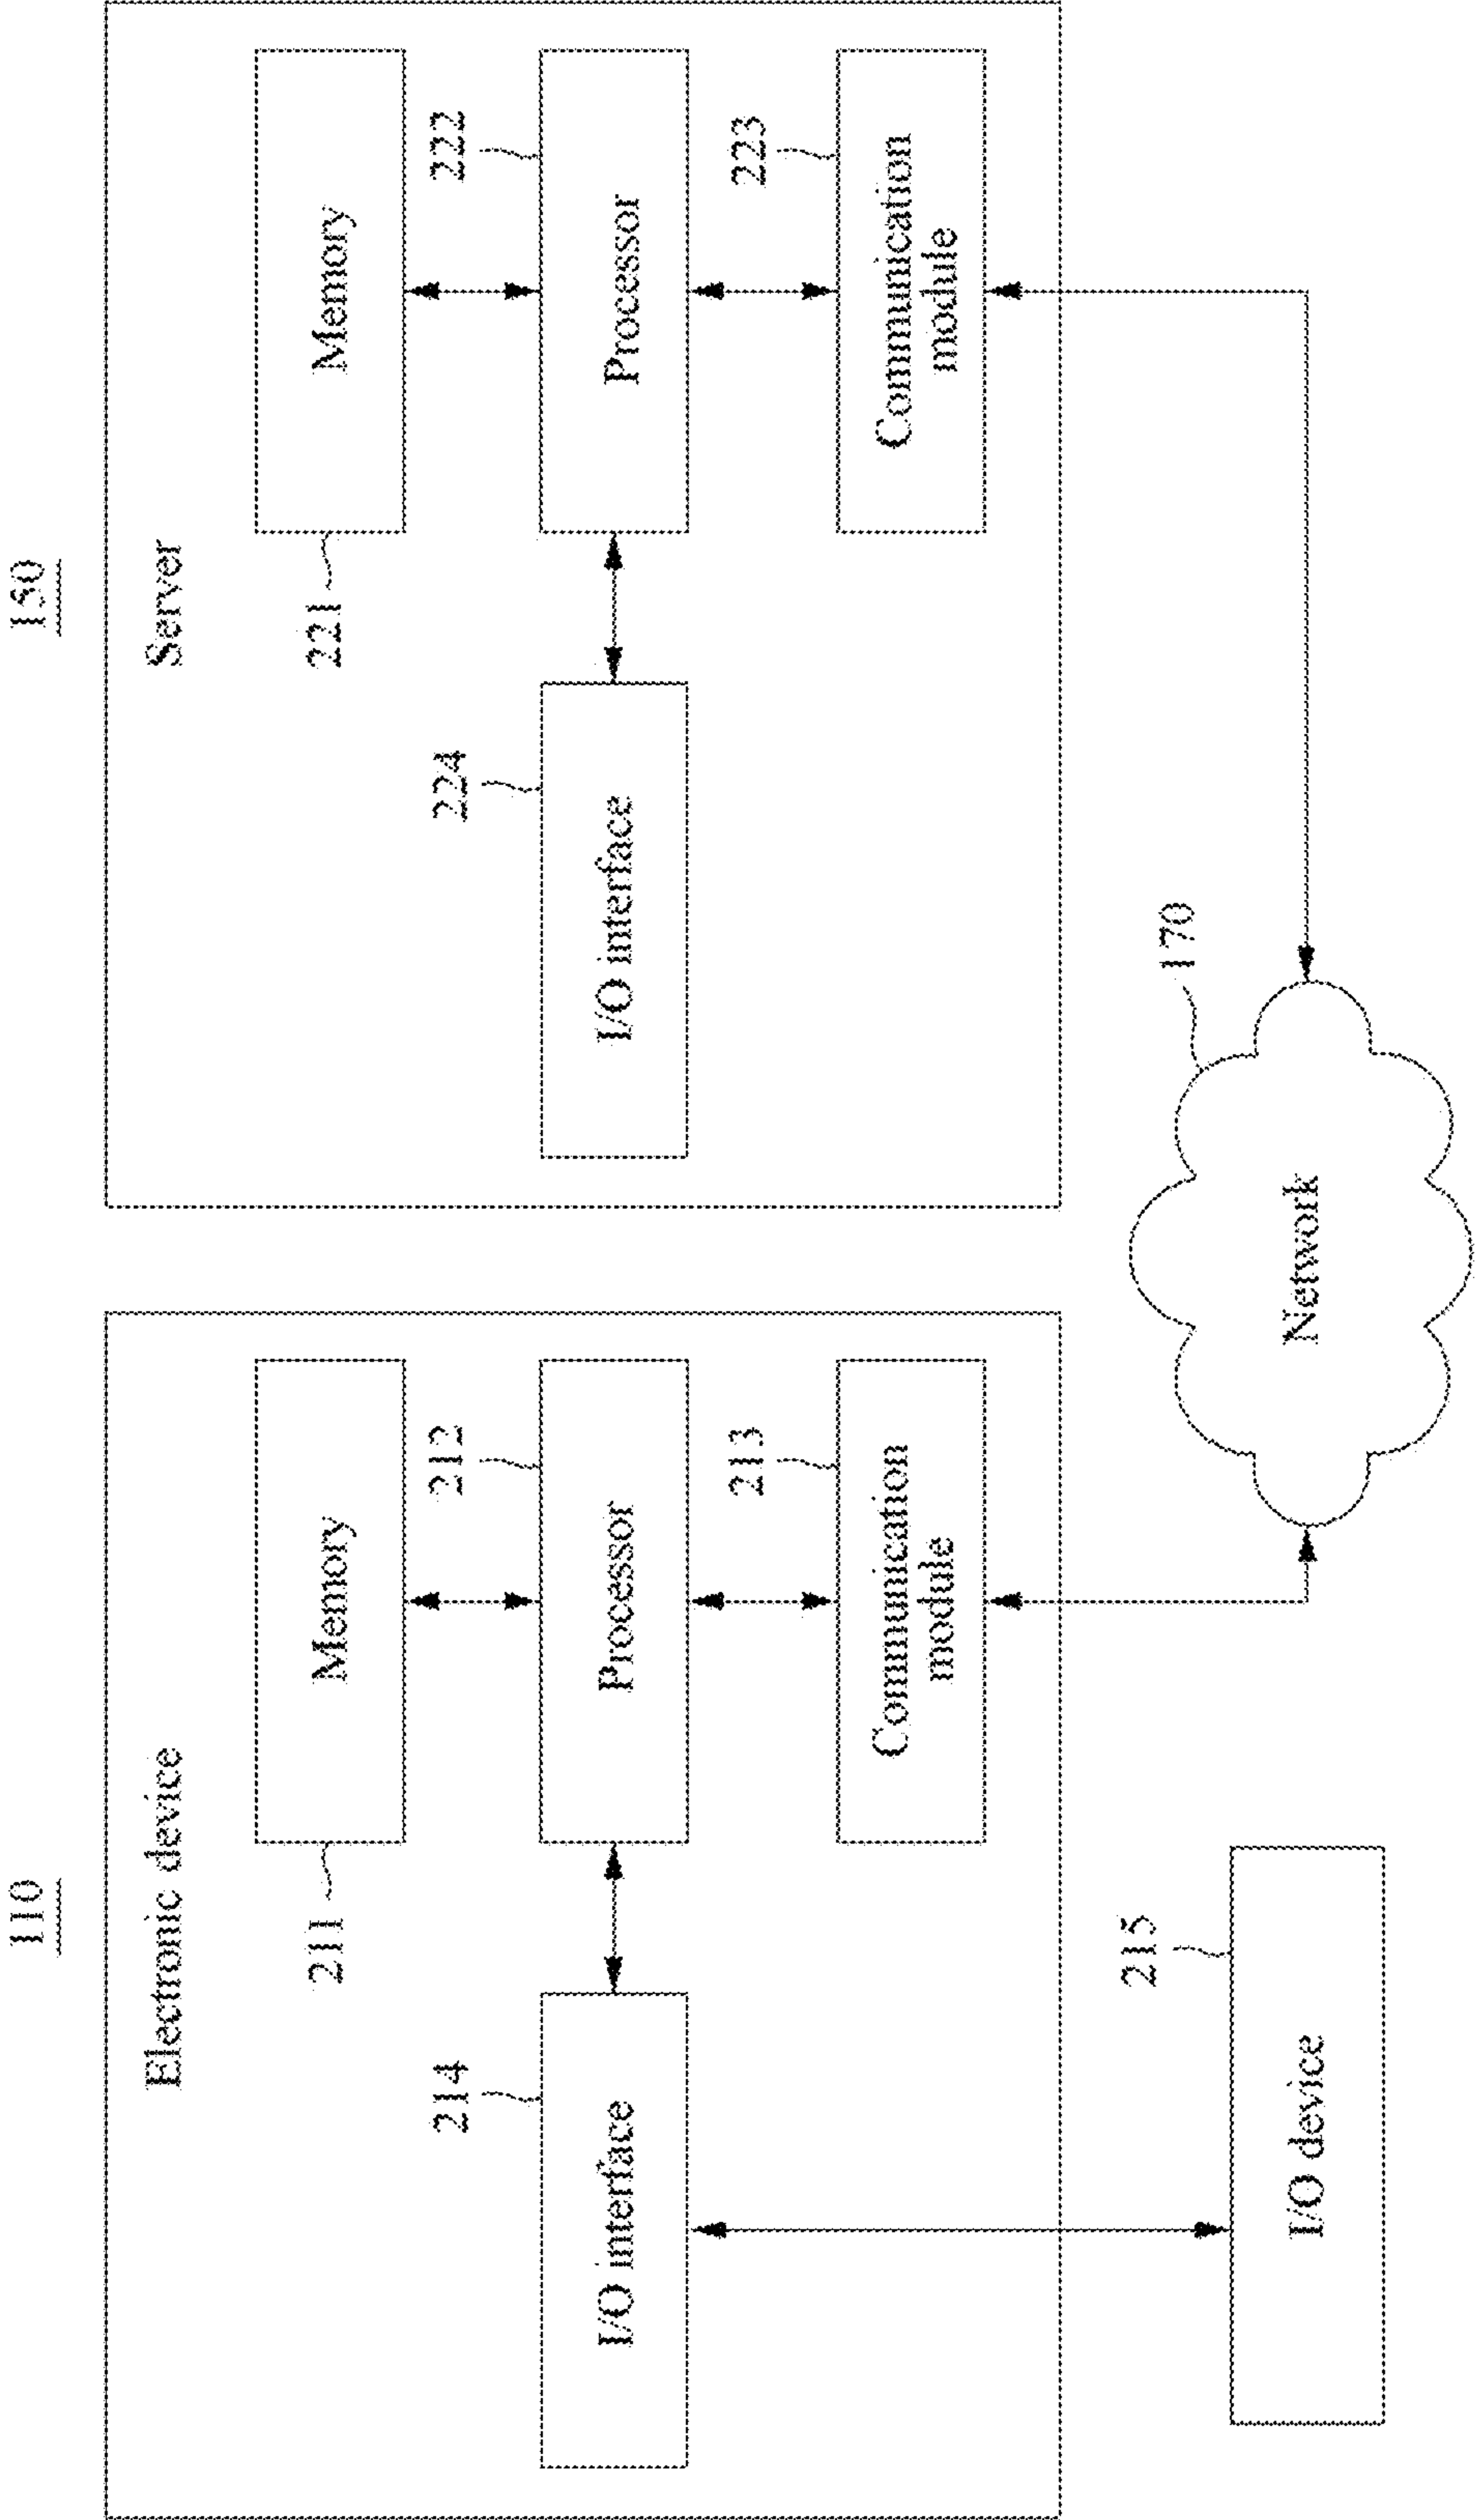 110
Electronic device
211
Memory
212
Processor
213
Communication
module
214
I/O interface
215
I/O device
150
Server
221
Memory
222
Processor
223
Communication
module
224
I/O interface
170
Network